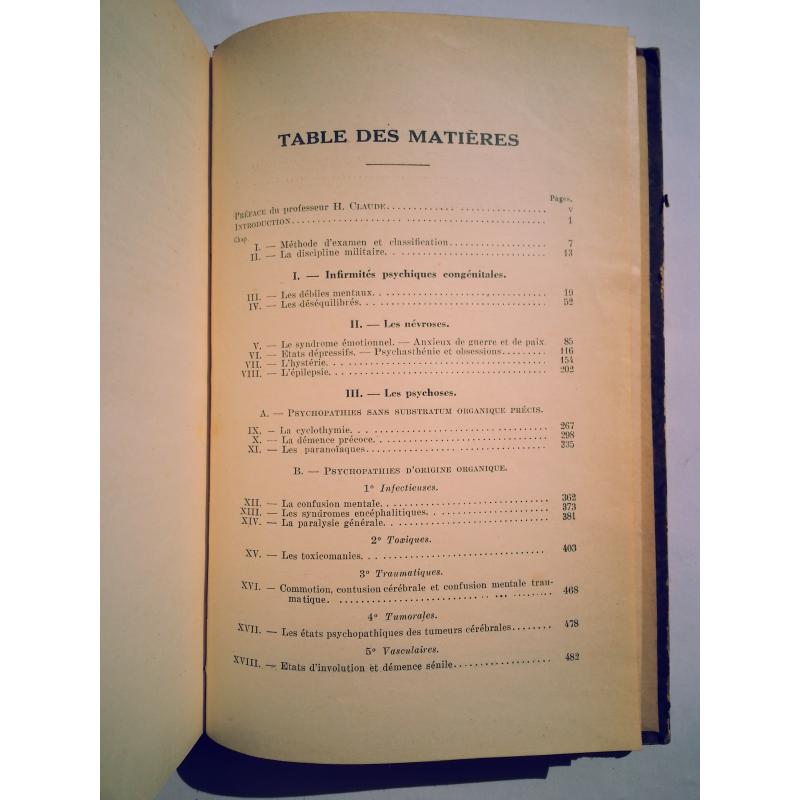 TABLE DES MATIÈRES
Pages.
PRÉFACE du professeur H. CLAUDE. . . . . . . . . . v
INTRODUCTION. . . . . . . . . . 1
Chap.
I. — Méthode d'examen et classification. . . . . . . . . . 7
II. — La discipline militaire. . . . . . . . . . 13
I. — Infirmités psychiques congénitales.
III. — Les débiles mentaux. . . . . . . . . . 19
IV. — Les déséquilibrés. . . . . . . . . . 52
II. — Les névroses.
V. — Le syndrome émotionnel. — Anxieux de guerre et de paix 85
VI. — Etats dépressifs. — Psychasthénie et obsessions. . . . . . . . . . 116
VII. — L'hystérie. . . . . . . . . . 154
VIII. — L'épilepsie. . . . . . . . . . 202
III. — Les psychoses.
A. — PSYCHOPATHIES SANS SUBSTRATUM ORGANIQUE PRÉCIS.
IX. — La cyclothymie. . . . . . . . . . 267
X. — La démence précoce. . . . . . . . . . 298
XI. — Les paranoïaques. . . . . . . . . . 335
B. — PSYCHOPATHIES D'ORIGINE ORGANIQUE.
1° Infectieuses.
XII. — La confusion mentale. . . . . . . . . . 362
XIII. — Les syndromes encéphalitiques. . . . . . . . . . 373
XIV. — La paralysie générale. . . . . . . . . . 381
2° Toxiques.
XV. — Les toxicomanies. . . . . . . . . . 403
3° Traumatiques.
XVI. — Commotion, contusion cérébrale et confusion mentale trau-
matique. . . . . . . . . . 468
4° Tumorales.
XVII. — Les états psychopathiques des tumeurs cérébrales. . . . . . . . . . 478
5° Vasculaires.
XVIII. — Etats d'involution et démence sénile. . . . . . . . . . 482